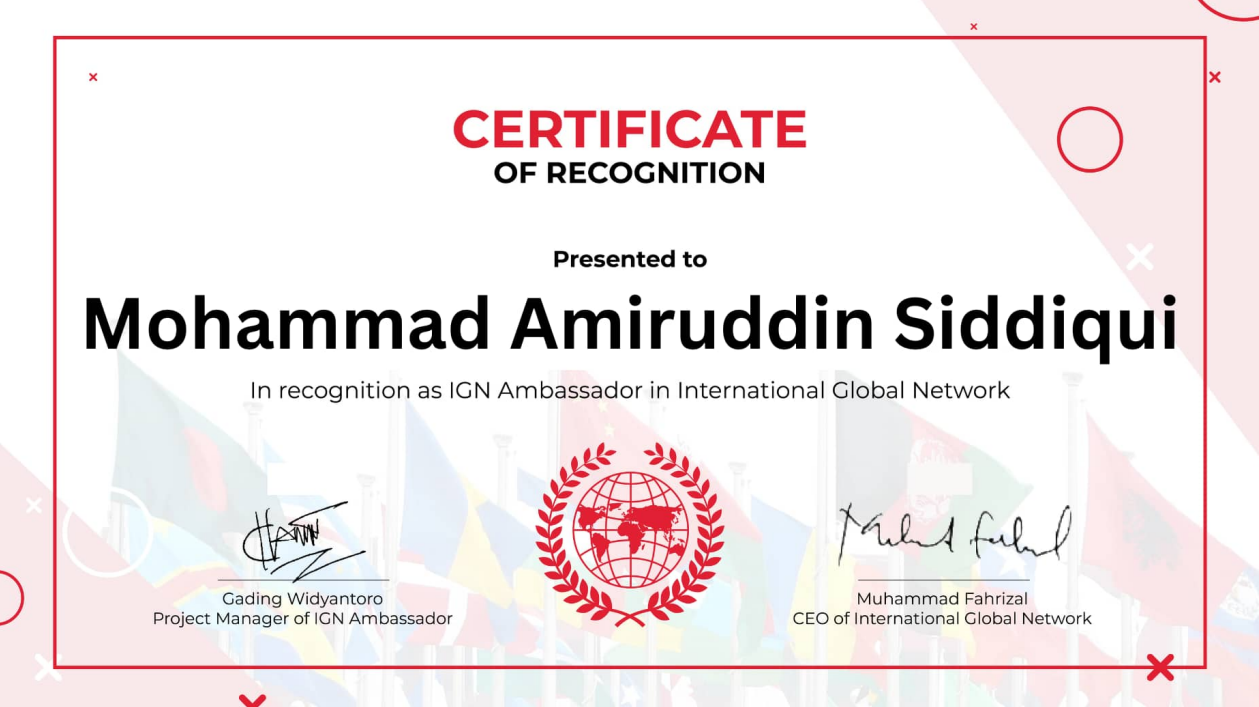 CERTIFICATE
OF RECOGNITION
Presented to
Mohammad Amiruddin Siddiqui
In recognition as IGN Ambassador in International Global Network
Gading Widyantoro
Project Manager of IGN Ambassador
Muhammad Fahrizal
CEO of International Global Network